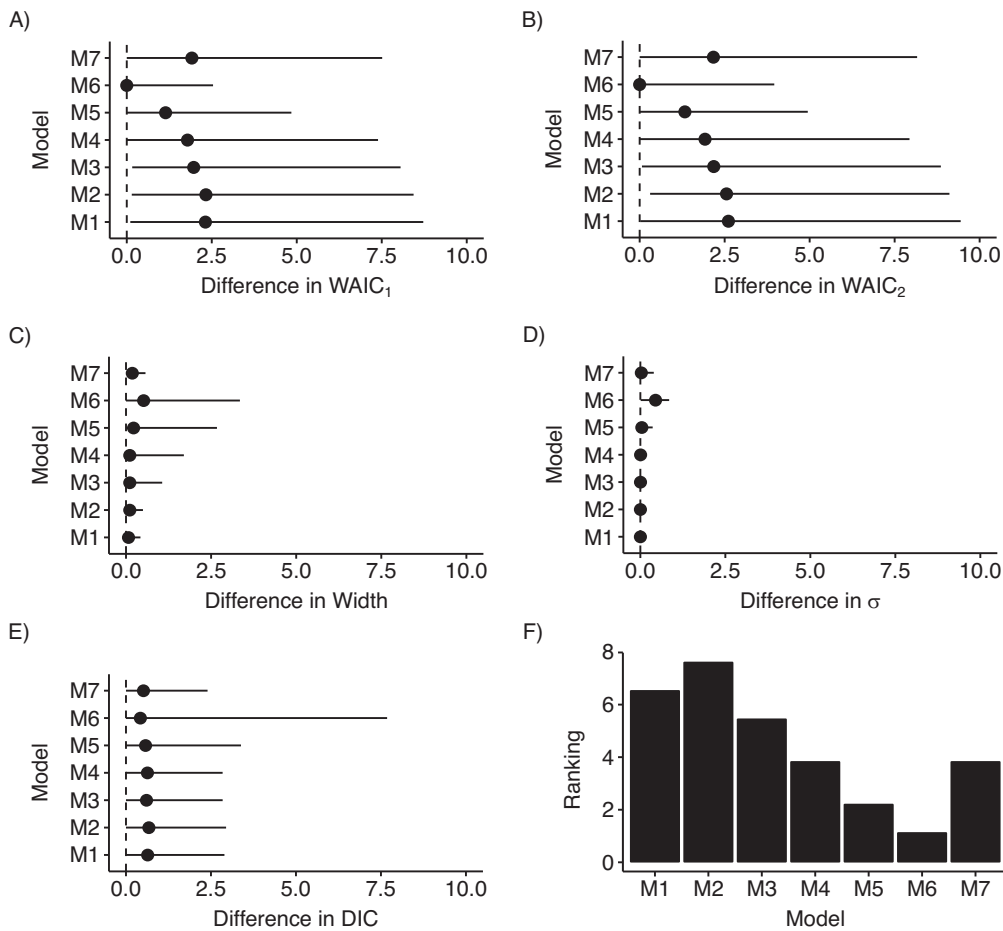 A)
Model
M7
M6
M5
M4
M3
M2
M1
0.0 2.5 5.0 7.5 10.0
Difference in WAIC₁
B)
Model
M7
M6
M5
M4
M3
M2
M1
0.0 2.5 5.0 7.5 10.0
Difference in WAIC₂
C)
Model
M7
M6
M5
M4
M3
M2
M1
0.0 2.5 5.0 7.5 10.0
Difference in Width
D)
Model
M7
M6
M5
M4
M3
M2
M1
0.0 2.5 5.0 7.5 10.0
Difference in σ
E)
Model
M7
M6
M5
M4
M3
M2
M1
0.0 2.5 5.0 7.5 10.0
Difference in DIC
F)
Ranking
8
6
4
2
0
M1 M2 M3 M4 M5 M6 M7
Model